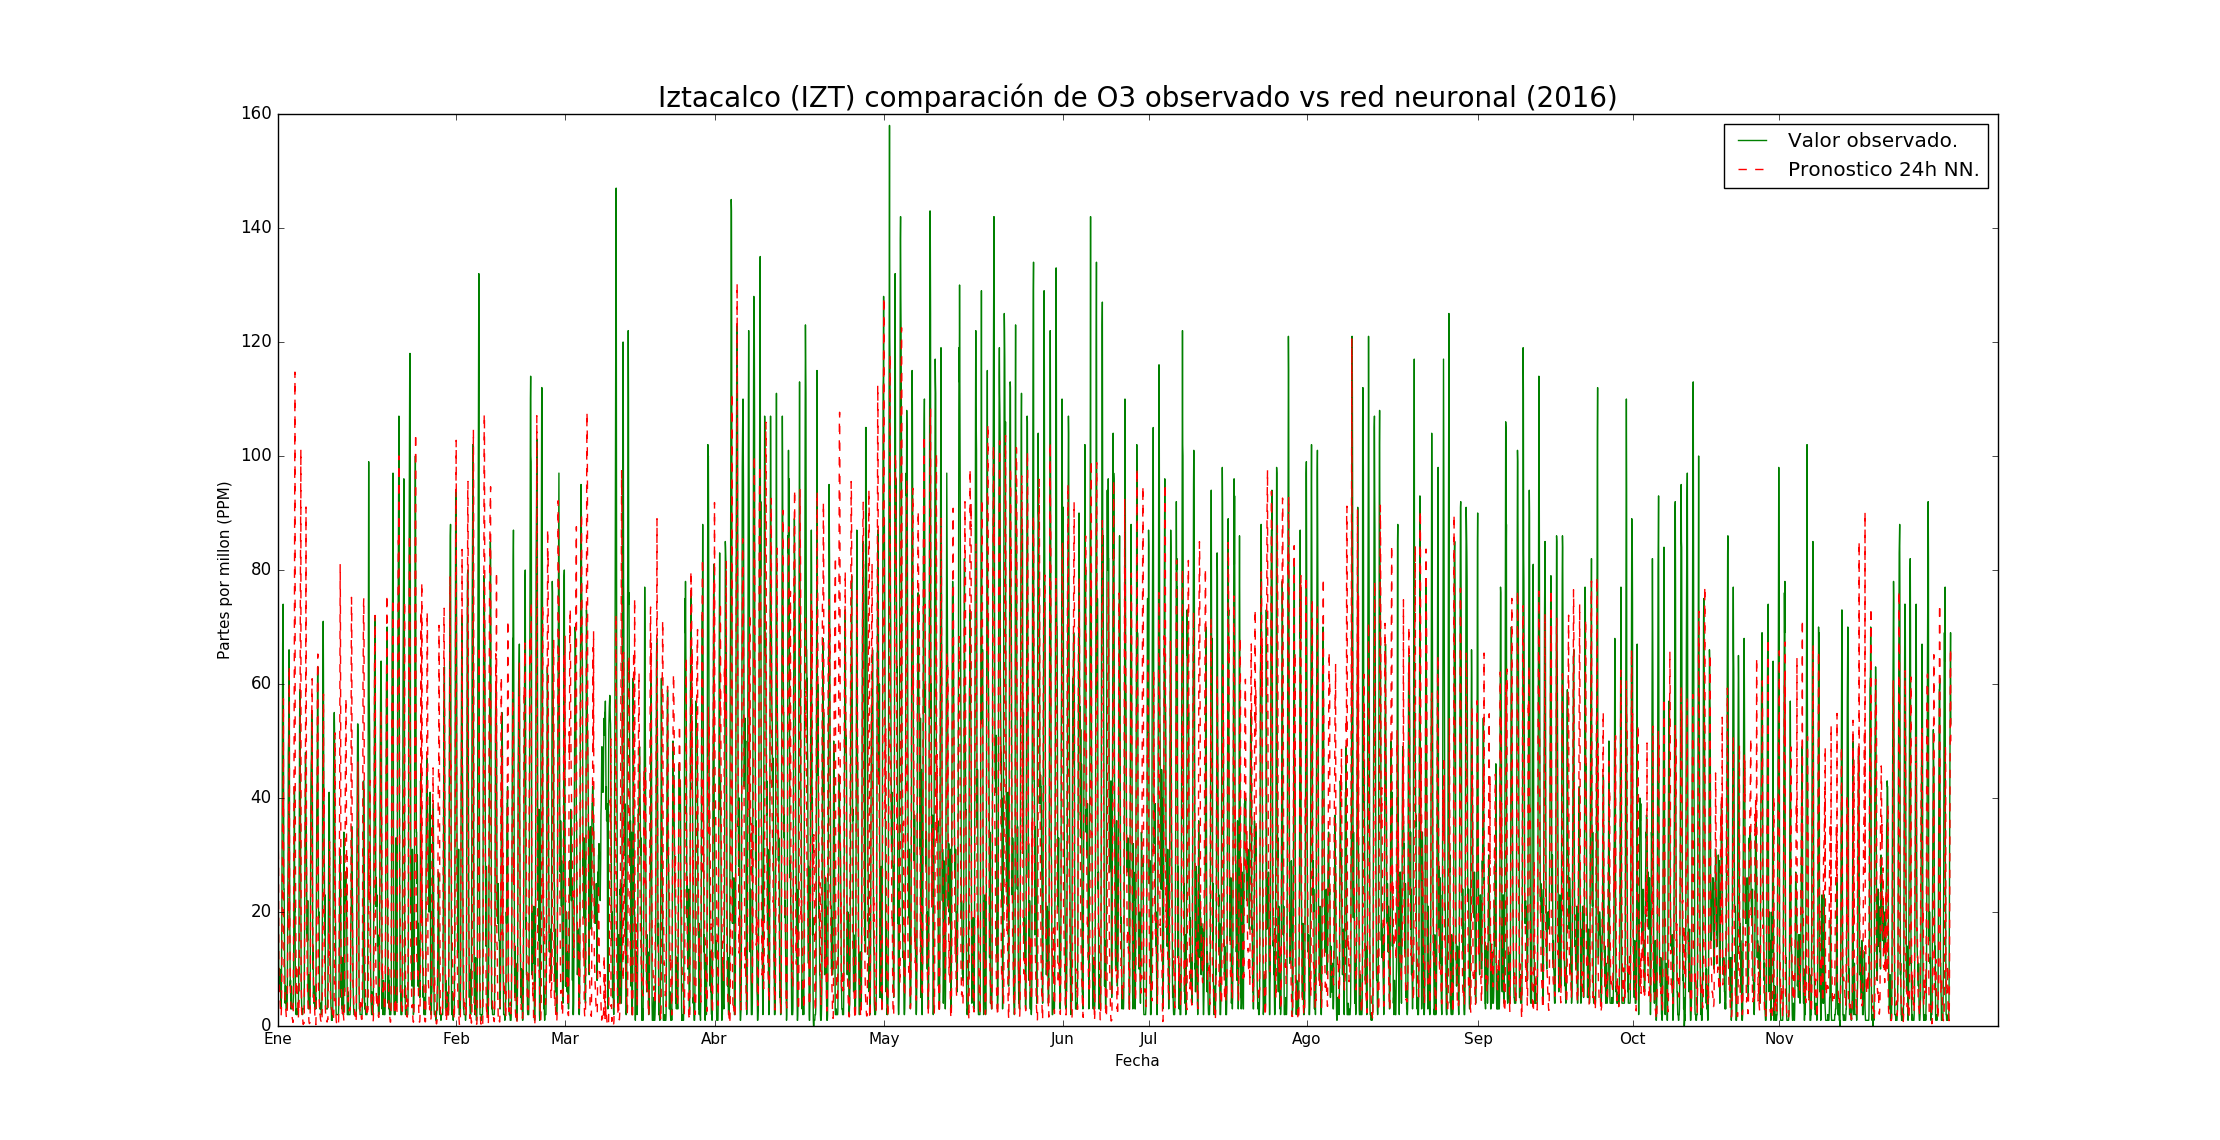 Iztacalco (IZT) comparación de O3 observado vs red neuronal (2016)
Valor observado.
Pronostico 24h NN.
160
140
120
100
80
60
40
20
0
Partes por millon (PPM)
Ene Feb Mar Abr May Jun Jul Ago Sep Oct Nov
Fecha